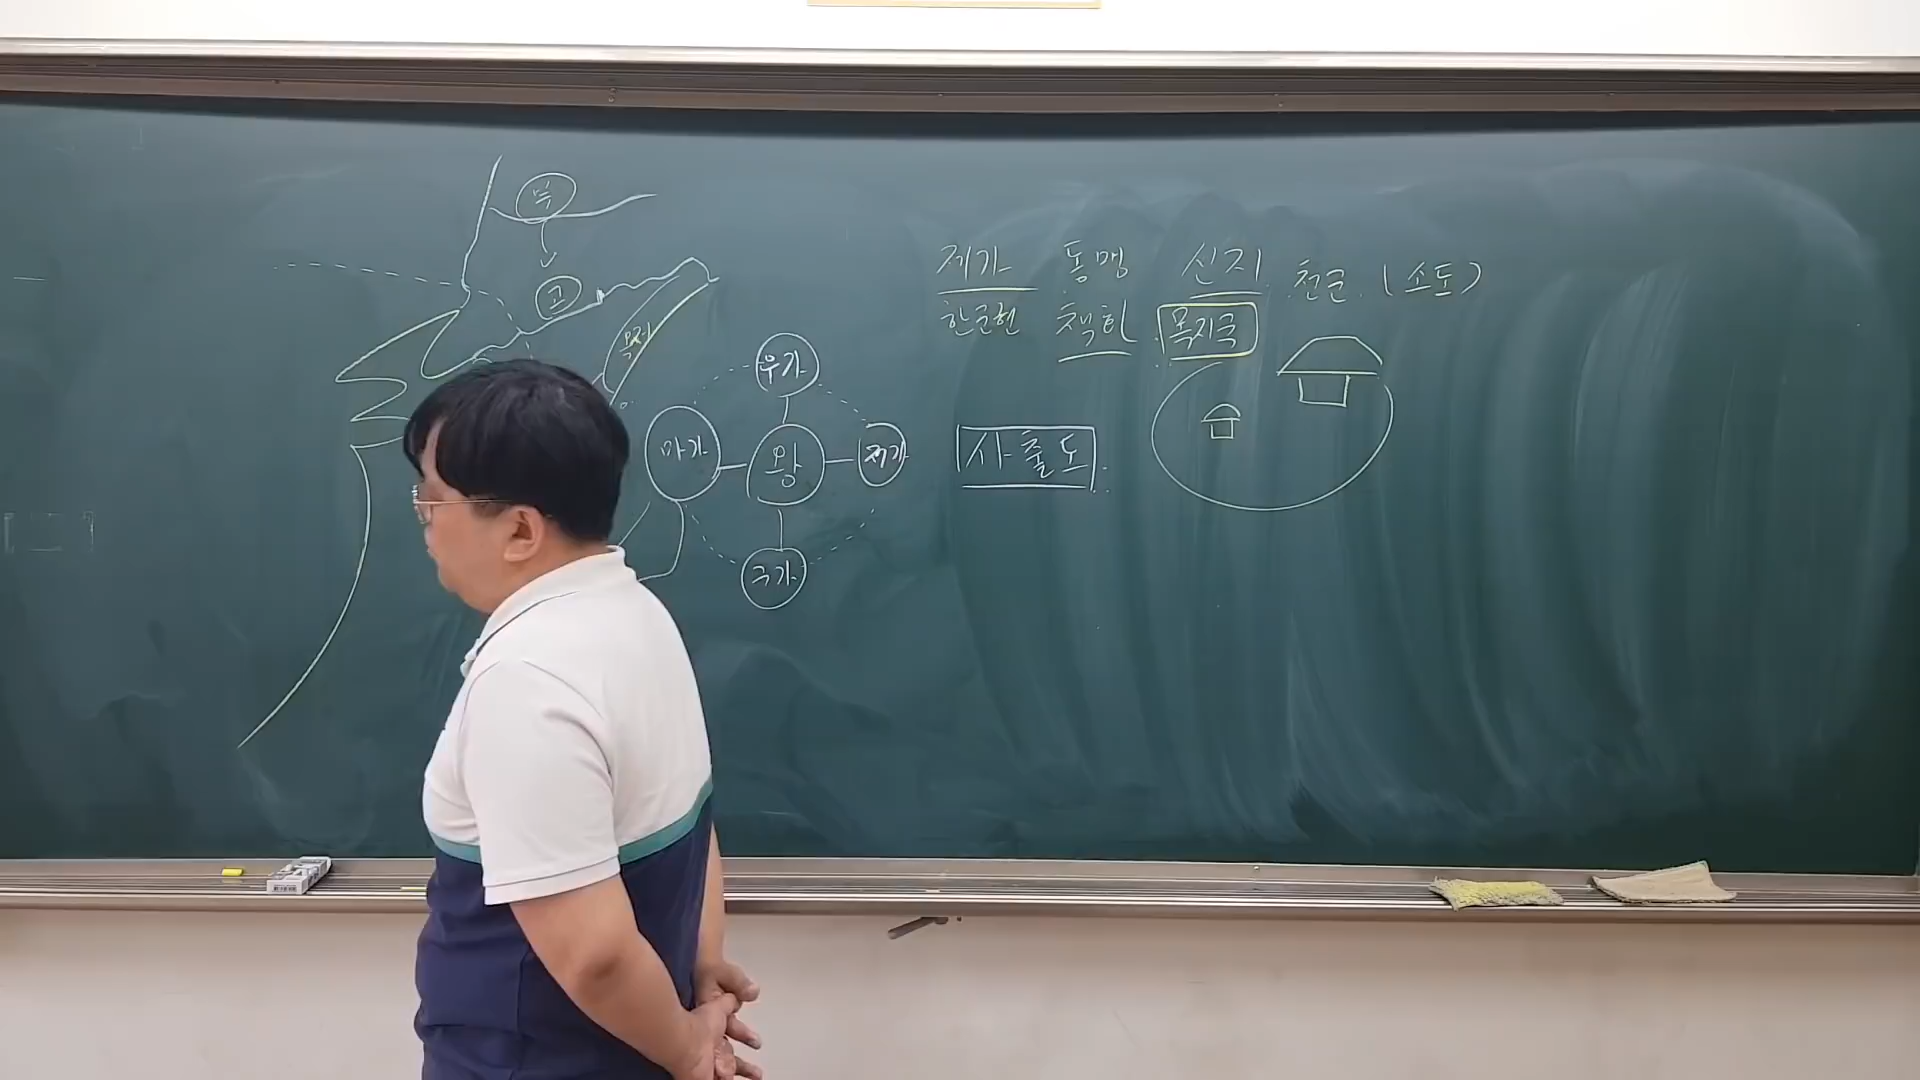 부
고
옥저
제가 동맹 신지 천군 (소도)
한군현 책화 목지국
우가
마가 왕 저가
사출도
구가